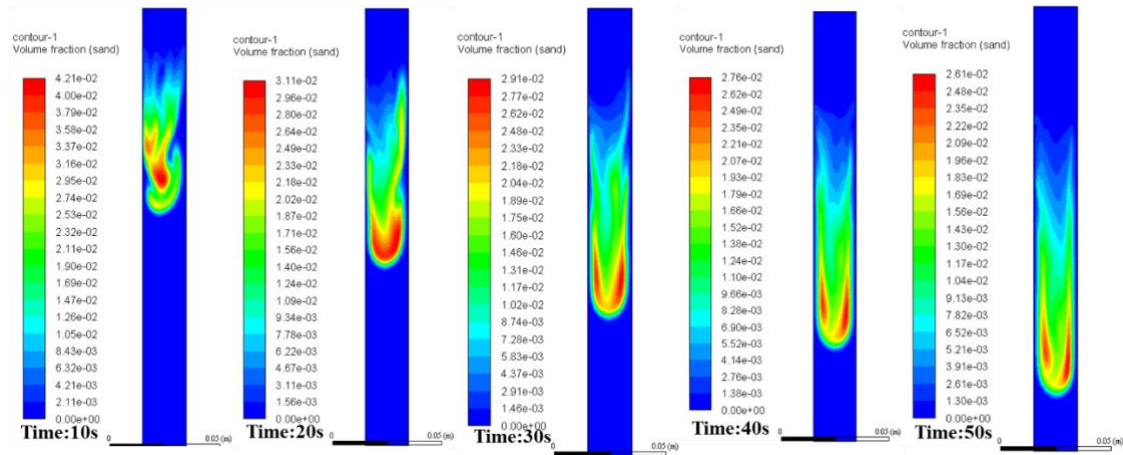 contour-1
Volume fraction (sand)
4.21e-02
4.00e-02
3.79e-02
3.58e-02
3.37e-02
3.16e-02
2.95e-02
2.74e-02
2.53e-02
2.32e-02
2.11e-02
1.90e-02
1.69e-02
1.47e-02
1.26e-02
1.05e-02
8.43e-03
6.32e-03
4.21e-03
2.11e-03
0.00e+00
Time:10s
0
0.05 (m)
contour-1
Volume fraction (sand)
3.11e-02
2.96e-02
2.80e-02
2.64e-02
2.49e-02
2.33e-02
2.18e-02
2.02e-02
1.87e-02
1.71e-02
1.56e-02
1.40e-02
1.24e-02
1.09e-02
9.34e-03
7.78e-03
6.22e-03
4.67e-03
3.11e-03
1.56e-03
0.00e+00
Time:20s
0
0.05 (m)
contour-1
Volume fraction (sand)
2.91e-02
2.77e-02
2.62e-02
2.48e-02
2.33e-02
2.18e-02
2.04e-02
1.89e-02
1.75e-02
1.60e-02
1.46e-02
1.31e-02
1.17e-02
1.02e-02
8.74e-03
7.28e-03
5.83e-03
4.37e-03
2.91e-03
1.46e-03
0.00e+00
Time:30s
0
0.05 (m)
contour-1
Volume fraction (sand)
2.76e-02
2.62e-02
2.49e-02
2.35e-02
2.21e-02
2.07e-02
1.93e-02
1.79e-02
1.66e-02
1.52e-02
1.38e-02
1.24e-02
1.10e-02
9.66e-03
8.28e-03
6.90e-03
5.52e-03
4.14e-03
2.76e-03
1.38e-03
0.00e+00
Time:40s
0
0.05 (m)
contour-1
Volume fraction (sand)
2.61e-02
2.48e-02
2.35e-02
2.22e-02
2.09e-02
1.96e-02
1.83e-02
1.69e-02
1.56e-02
1.43e-02
1.30e-02
1.17e-02
1.04e-02
9.13e-03
7.82e-03
6.52e-03
5.21e-03
3.91e-03
2.61e-03
1.30e-03
0.00e+00
Time:50s
0
0.05 (m)